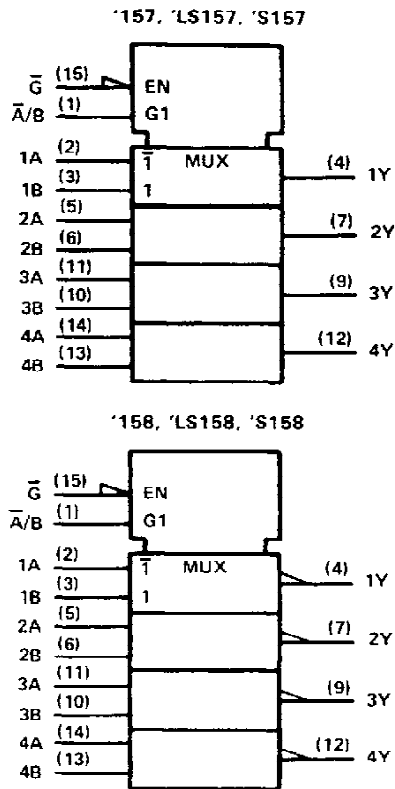 '157, 'LS157, 'S157
G̅ (15) EN
A̅/B (1) G1
1A (2) 1̅ MUX (4) 1Y
1B (3) 1
2A (5)
2B (6) (7) 2Y
3A (11)
3B (10) (9) 3Y
4A (14)
4B (13) (12) 4Y
'158, 'LS158, 'S158
G̅ (15) EN
A̅/B (1) G1
1A (2) 1̅ MUX (4) 1Y
1B (3) 1
2A (5)
2B (6) (7) 2Y
3A (11)
3B (10) (9) 3Y
4A (14)
4B (13) (12) 4Y